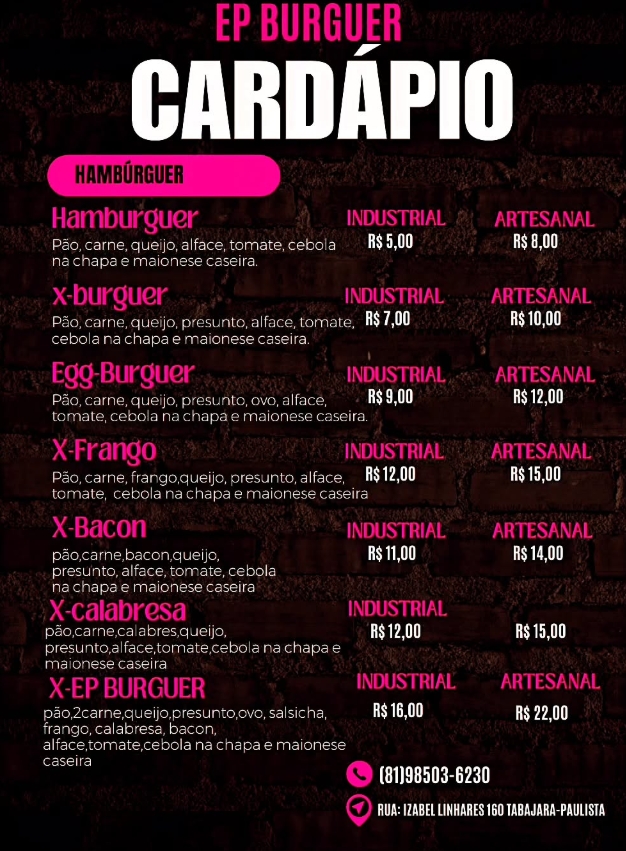 EP BURGUER
CARDÁPIO
HAMBÚRGUER
Hamburguer
INDUSTRIAL
ARTESANAL
Pão, carne, queijo, alface, tomate, cebola
na chapa e maionese caseira.
R$ 5,00
R$ 8,00
x-burguer
INDUSTRIAL
ARTESANAL
Pão, carne, queijo, presunto, alface, tomate,
cebola na chapa e maionese caseira.
R$ 7,00
R$ 10,00
Egg-Burguer
INDUSTRIAL
ARTESANAL
Pão, carne, queijo, presunto, ovo, alface,
tomate, cebola na chapa e maionese caseira.
R$ 9,00
R$ 12,00
X-Frango
INDUSTRIAL
ARTESANAL
Pão, carne, frango,queijo, presunto, alface,
tomate, cebola na chapa e maionese caseira
R$ 12,00
R$ 15,00
X-Bacon
INDUSTRIAL
ARTESANAL
pão,carne,bacon,queijo,
presunto, alface, tomate, cebola
na chapa e maionese caseira
R$ 11,00
R$ 14,00
X-calabresa
INDUSTRIAL
pão,carne,calabres,queijo,
presunto,alface,tomate,cebola na chapa e
maionese caseira
R$ 12,00
R$ 15,00
X-EP BURGUER
INDUSTRIAL
ARTESANAL
pão,2carne,queijo,presunto,ovo, salsicha,
frango, calabresa, bacon,
alface,tomate,cebola na chapa e maionese
caseira
R$ 16,00
R$ 22,00
(81)98503-6230
RUA: IZABEL LINHARES 160 TABAJARA-PAULISTA